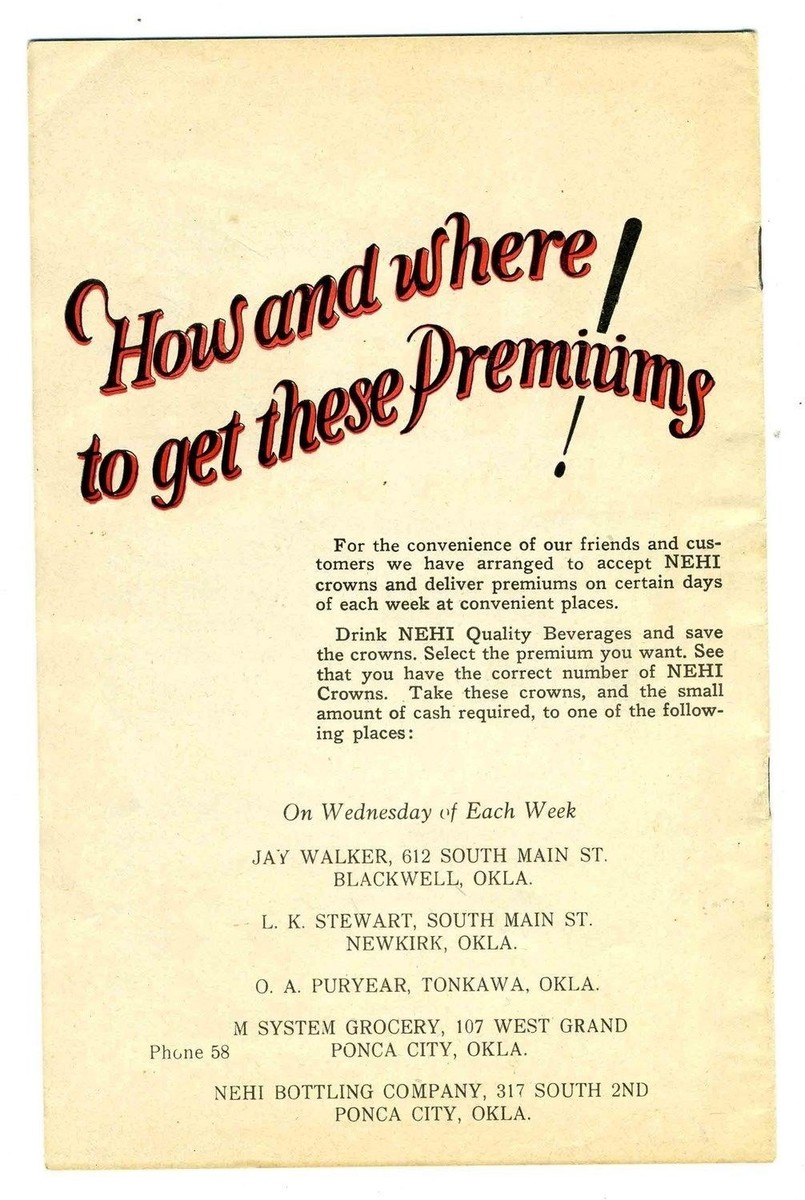 How and where!
to get these Premiums
For the convenience of our friends and cus-
tomers we have arranged to accept NEHI
crowns and deliver premiums on certain days
of each week at convenient places.
Drink NEHI Quality Beverages and save
the crowns. Select the premium you want. See
that you have the correct number of NEHI
Crowns. Take these crowns, and the small
amount of cash required, to one of the follow-
ing places:
On Wednesday of Each Week
JAY WALKER, 612 SOUTH MAIN ST.
BLACKWELL, OKLA.
L. K. STEWART, SOUTH MAIN ST.
NEWKIRK, OKLA.
O. A. PURYEAR, TONKAWA, OKLA.
M SYSTEM GROCERY, 107 WEST GRAND
Phone 58 PONCA CITY, OKLA.
NEHI BOTTLING COMPANY, 317 SOUTH 2ND
PONCA CITY, OKLA.